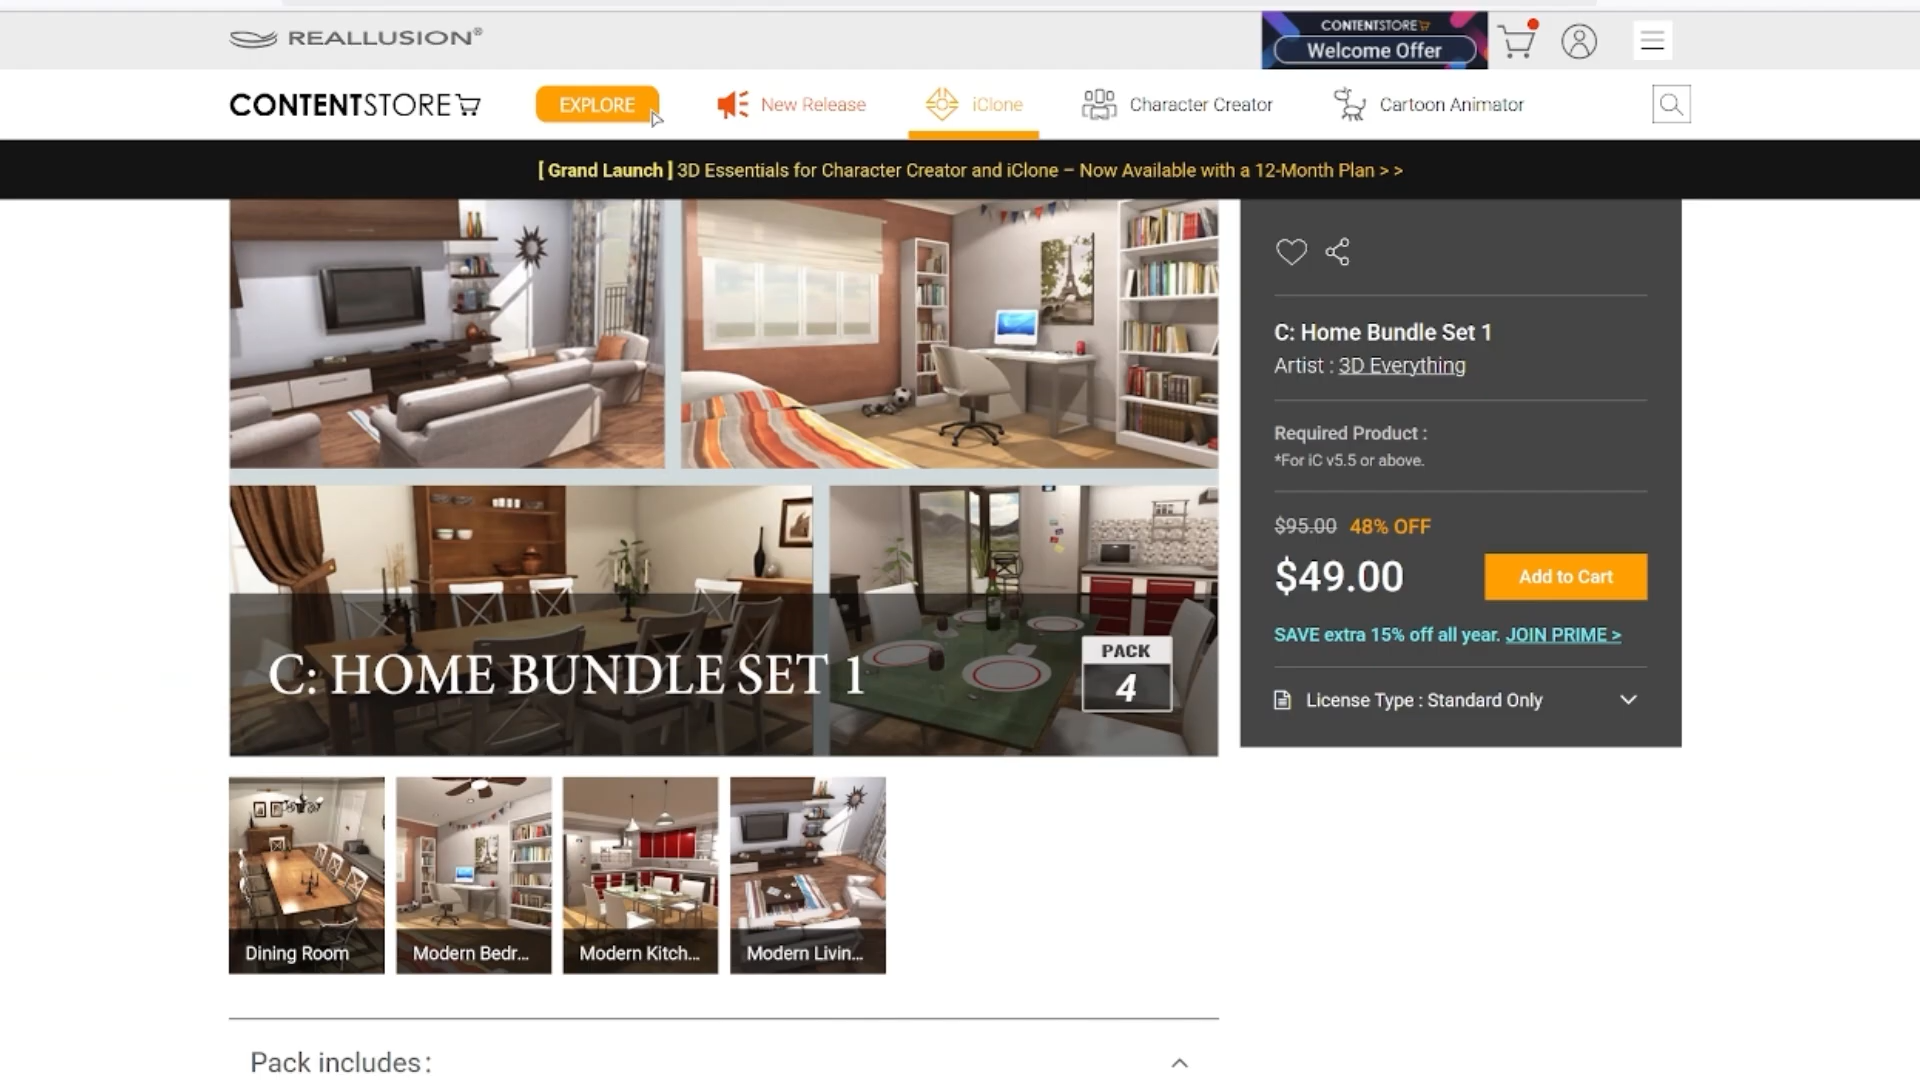 REALLUSION®
CONTENTSTORE
Welcome Offer
CONTENTSTORE
EXPLORE
New Release
iClone
Character Creator
Cartoon Animator
[ Grand Launch ] 3D Essentials for Character Creator and iClone – Now Available with a 12-Month Plan > >
C: Home Bundle Set 1
Artist : 3D Everything
Required Product :
*For iC v5.5 or above.
$95.00 48% OFF
$49.00
Add to Cart
SAVE extra 15% off all year. JOIN PRIME >
License Type : Standard Only
C: HOME BUNDLE SET 1
PACK
4
Dining Room
Modern Bedr...
Modern Kitch...
Modern Livin...
Pack includes :